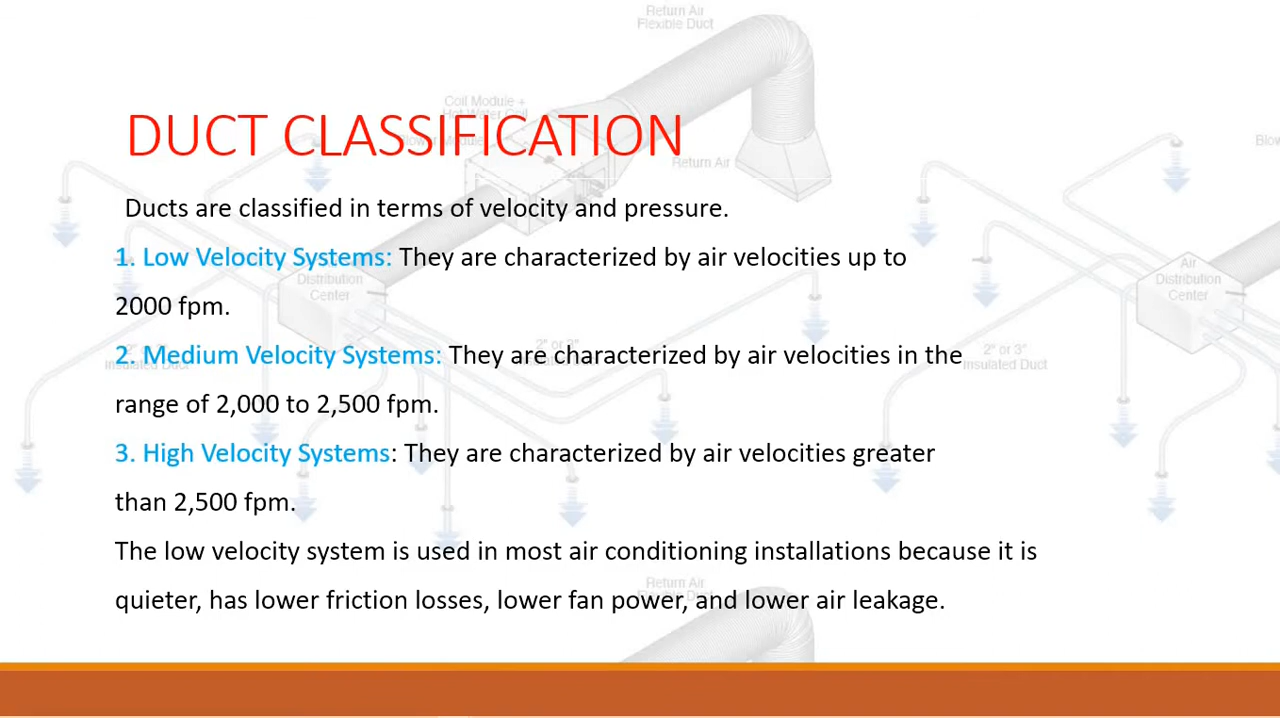 Return Air
Flexible Duct
Coil Module +
DUCT CLASSIFICATION
Return Air
Blow
Ducts are classified in terms of velocity and pressure.
1. Low Velocity Systems: They are characterized by air velocities up to
Distribution
Center
Air
Distribution
Center
2000 fpm.
2" or 3"
2. Medium Velocity Systems: They are characterized by air velocities in the
2" or 3"
Insulated Duct
Insulated Duct
range of 2,000 to 2,500 fpm.
3. High Velocity Systems: They are characterized by air velocities greater
than 2,500 fpm.
The low velocity system is used in most air conditioning installations because it is
Return Air
Flexible Duct
quieter, has lower friction losses, lower fan power, and lower air leakage.